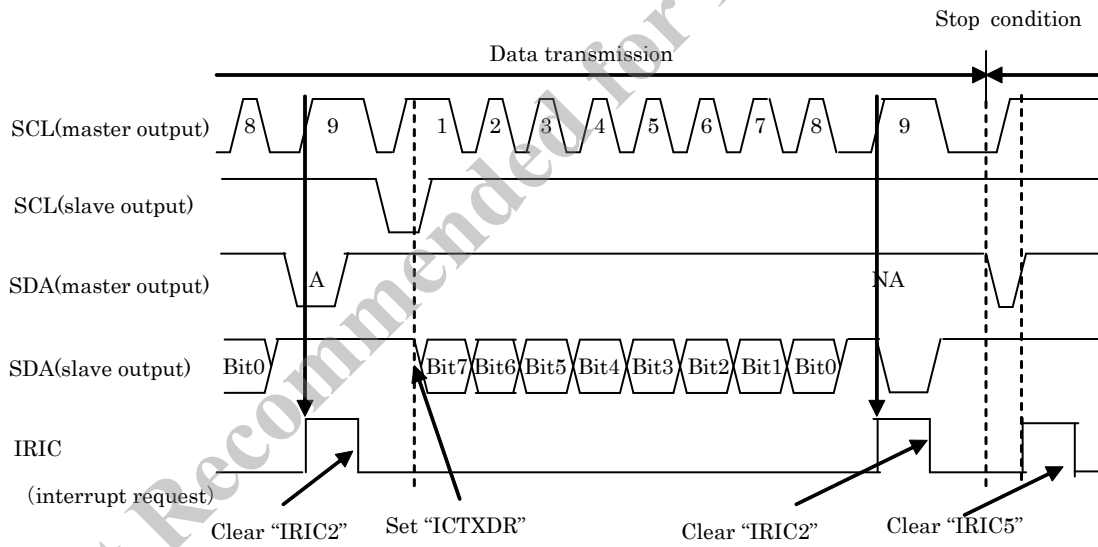 Stop condition
Data transmission
SCL(master output) 8 9 1 2 3 4 5 6 7 8 9
SCL(slave output)
SDA(master output) A NA
SDA(slave output) Bit0 Bit7 Bit6 Bit5 Bit4 Bit3 Bit2 Bit1 Bit0
IRIC
(interrupt request)
Clear “IRIC2” Set “ICTXDR” Clear “IRIC2” Clear “IRIC5”
Recommended for